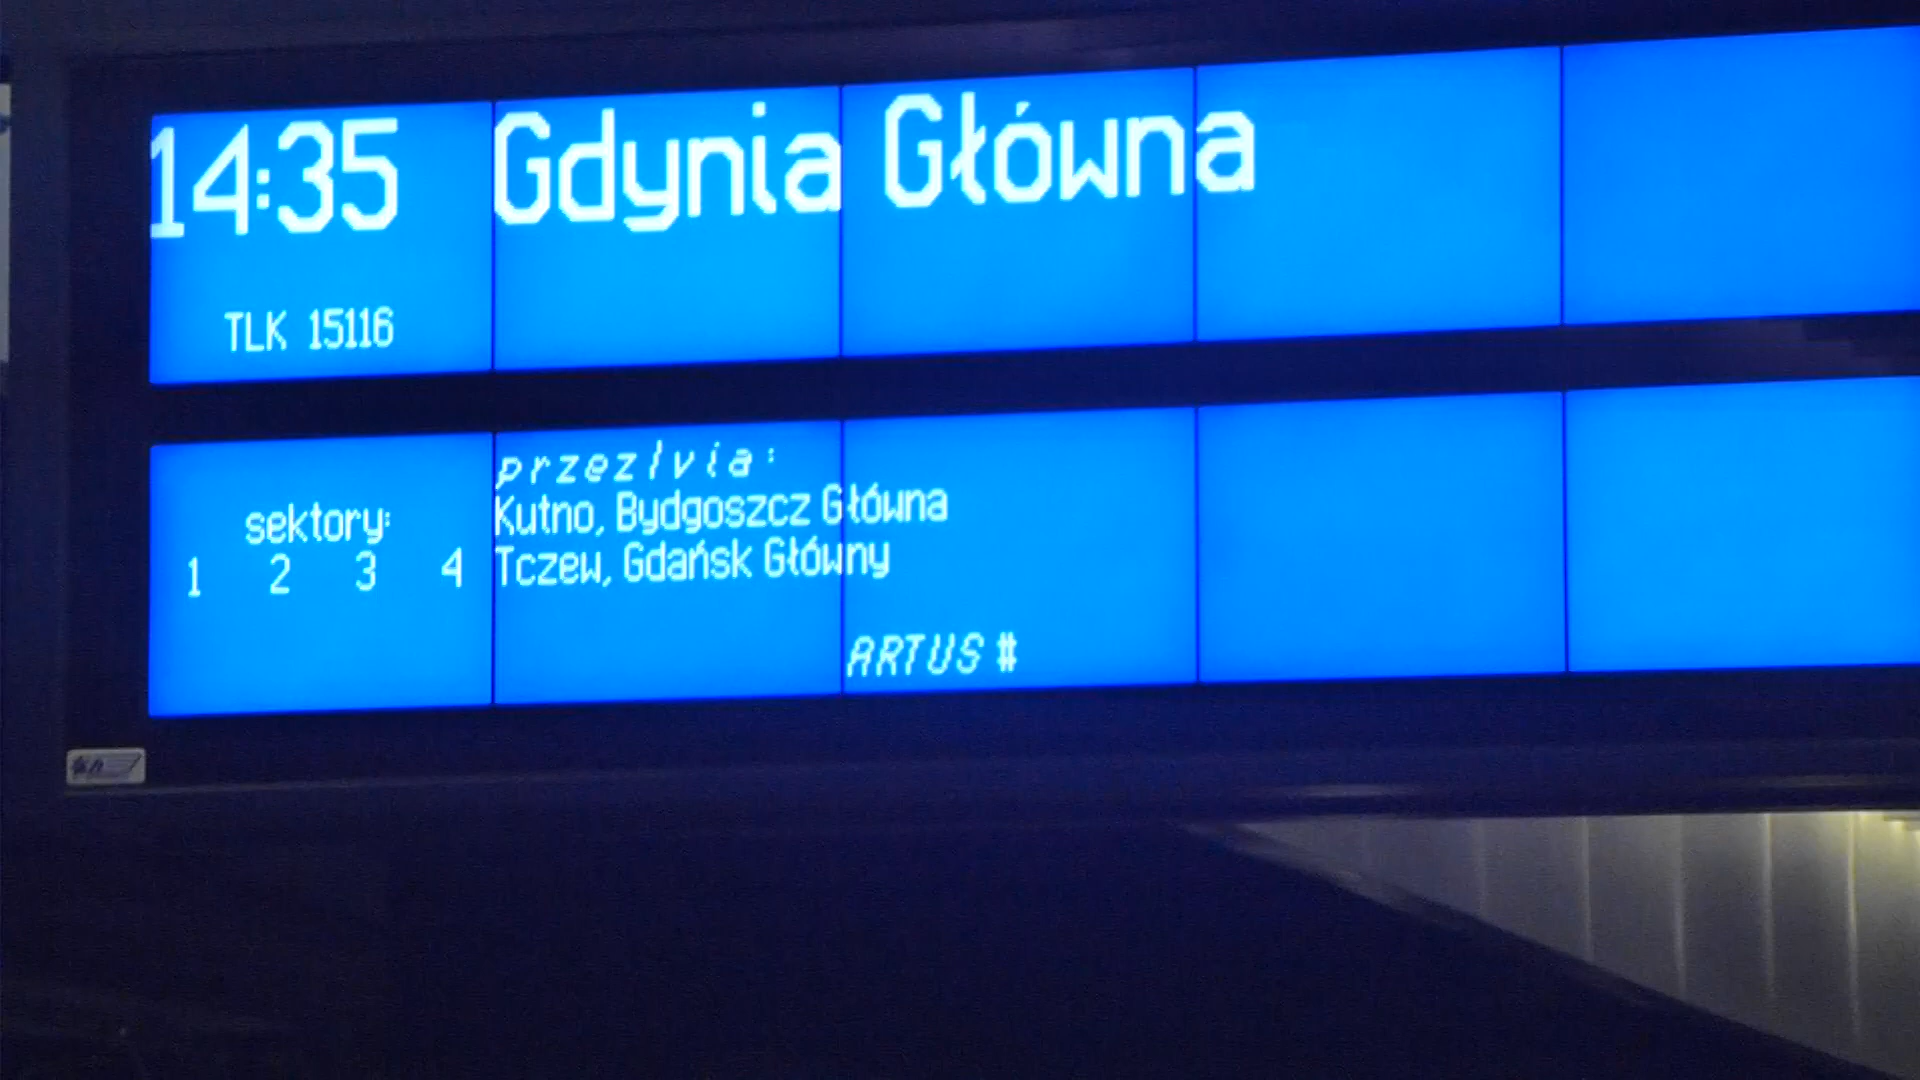 14:35 Gdynia Główna
TLK 15116
przez/via:
sektory:
Kutno, Bydgoszcz Główna
1 2 3 4
Tczew, Gdańsk Główny
ARTUS #